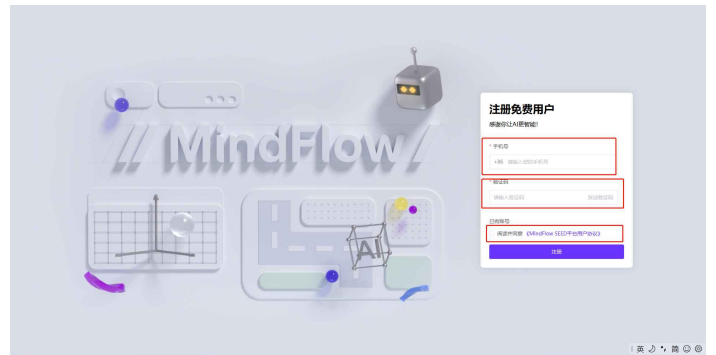 // MindFlow /
AI
注册免费用户
感谢你让AI更智能!
* 手机号
+86 请输入您的手机号
* 验证码
请输入验证码 发送验证码
已有账号
阅读并同意 《MindFlow SEED平台用户协议》
注册
英 简